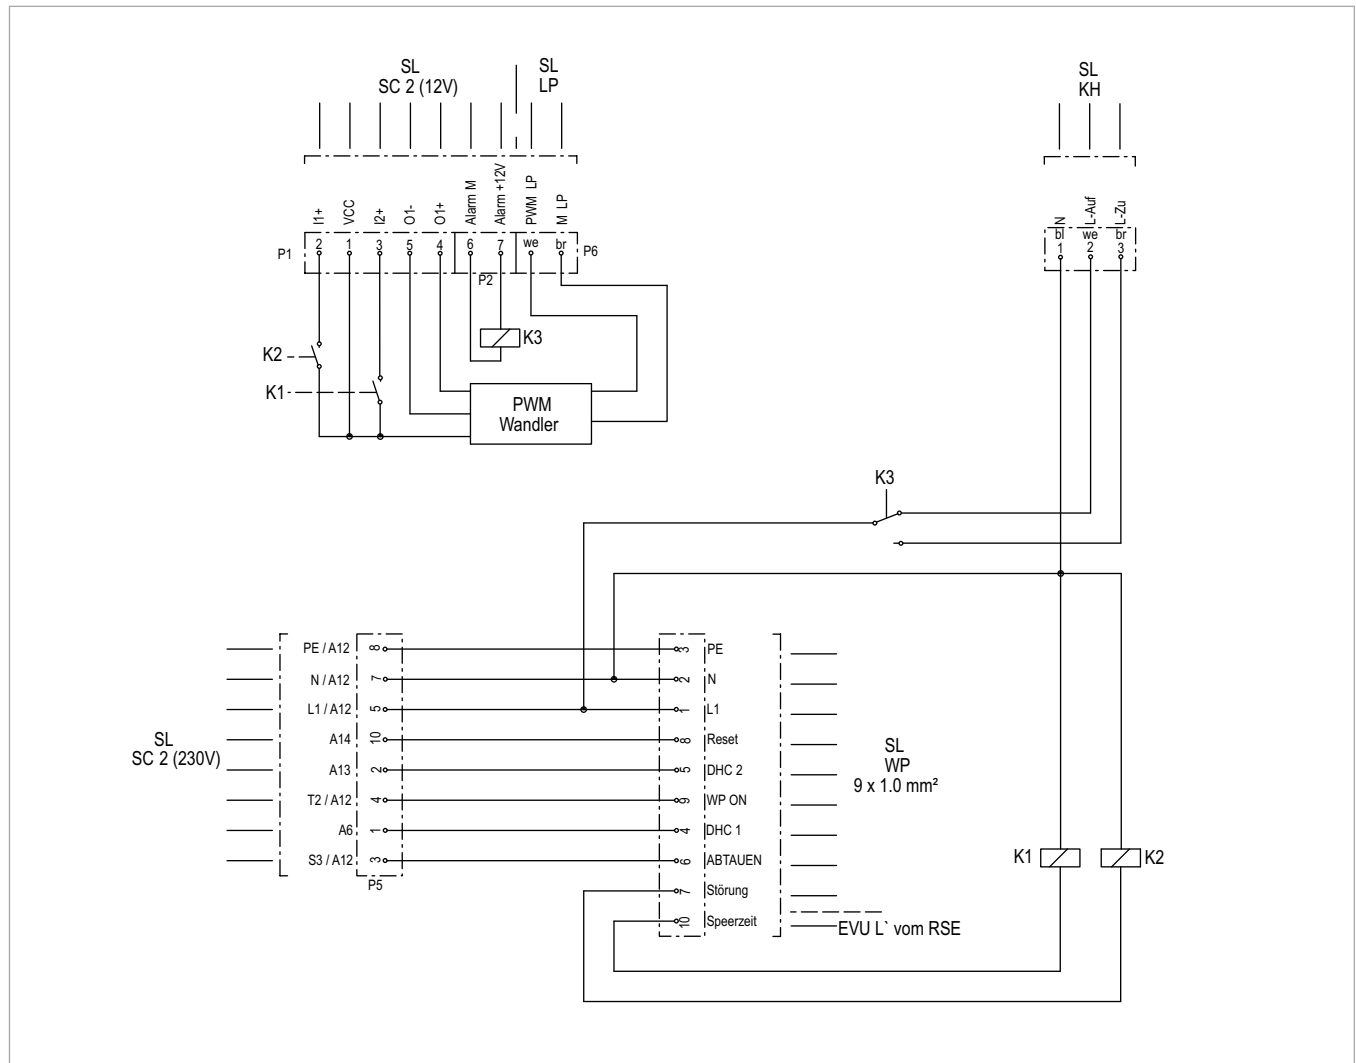 SL
SC 2 (12V)
SL
LP
SL
KH
I1+
VCC
I2+
O1-
O1+
Alarm M
Alarm +12V
PWM LP
M LP
P1
2
1
3
5
4
6
7
we
br
P6
P2
N
L-Auf
L-Zu
bl
we
br
1
2
3
K2
K3
K1
PWM
Wandler
K3
SL
SC 2 (230V)
PE / A12
8
3
PE
N / A12
7
2
N
L1 / A12
5
1
L1
A14
10
8
Reset
A13
2
5
DHC 2
T2 / A12
4
9
WP ON
A6
1
4
DHC 1
S3 / A12
3
6
ABTAUEN
P5
7
Störung
10
Speerzeit
SL
WP
9 x 1.0 mm²
EVU L` vom RSE
K1
K2